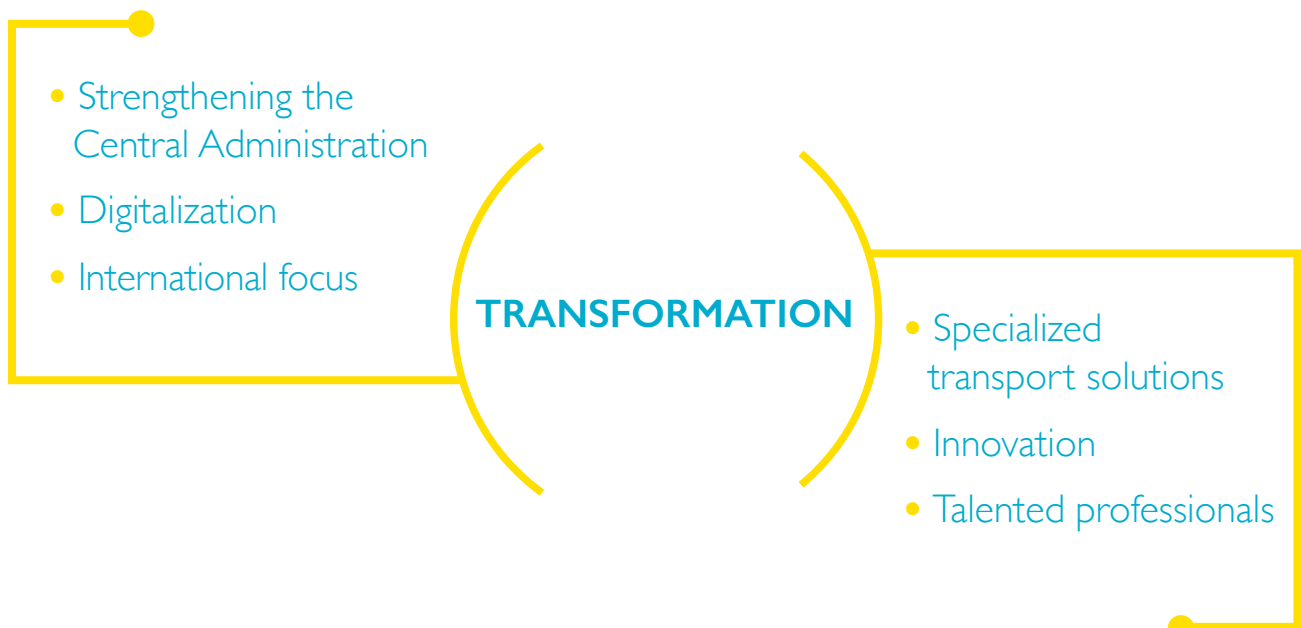 • Strengthening the
Central Administration
• Digitalization
• International focus
TRANSFORMATION
• Specialized
transport solutions
• Innovation
• Talented professionals